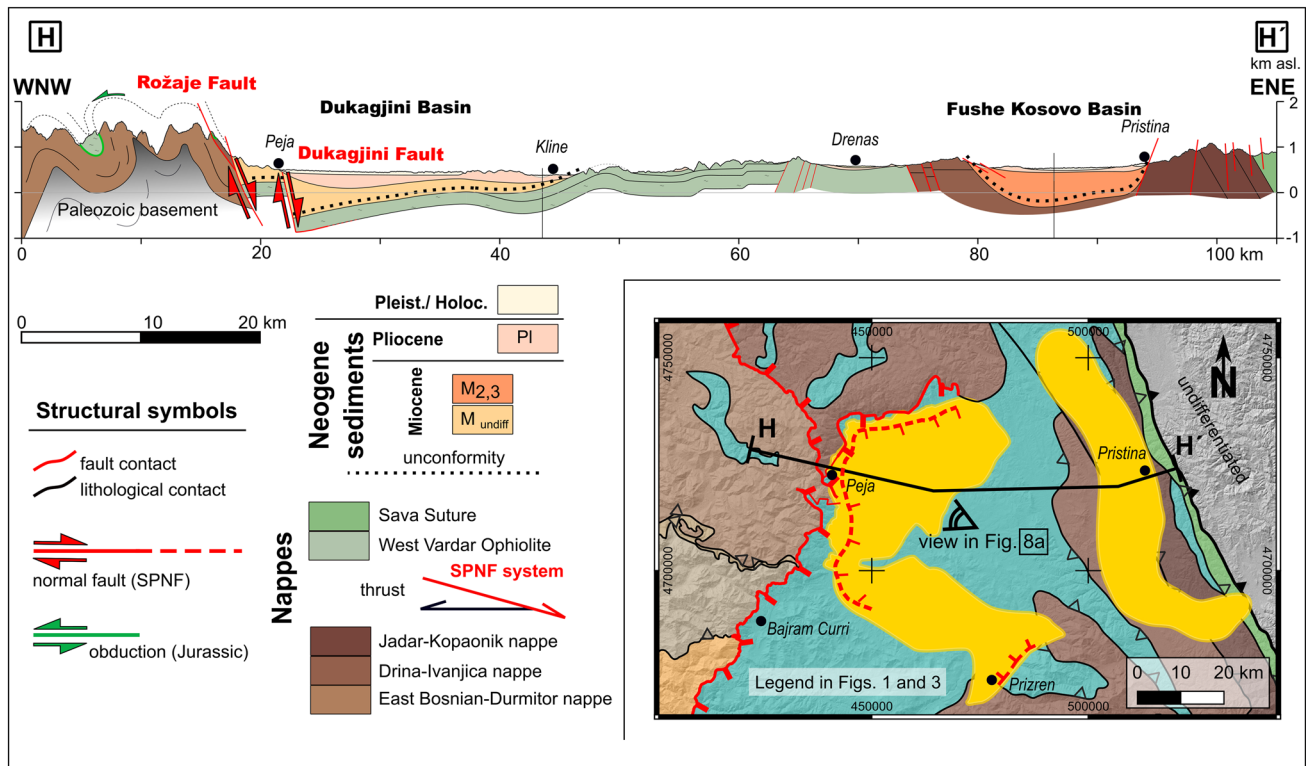 H
H´
km asl.
WNW
ENE
Rožaje Fault
Dukagjini Basin
Fushe Kosovo Basin
Peja
Dukagjini Fault
Kline
Drenas
Pristina
2
1
0
-1
Paleozoic basement
0
20
40
60
80
100 km
0
10
20 km
Structural symbols
fault contact
lithological contact
normal fault (SPNF)
obduction (Jurassic)
Neogene
sediments
Pleist./ Holoc.
Pliocene
Pl
Miocene
M2,3
M undiff
unconformity
Nappes
Sava Suture
West Vardar Ophiolite
SPNF system
thrust
Jadar-Kopaonik nappe
Drina-Ivanjica nappe
East Bosnian-Durmitor nappe
450000
500000
4750000
4750000
N
undifferentiated
H
H´
Pristina
Peja
view in Fig. 8a
4700000
4700000
Bajram Curri
Legend in Figs. 1 and 3
Prizren
0 10 20 km
450000
500000